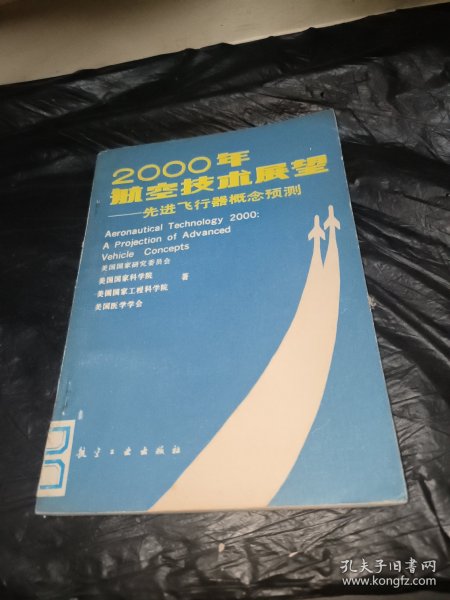 2000年
航空技术展望
——先进飞行器概念预测
Aeronautical Technology 2000:
A Projection of Advanced
Vehicle Concepts
美国国家研究委员会
美国国家科学院
著
美国国家工程科学院
美国医学学会
航空工业出版社
孔夫子旧书网
www.kongfz.com